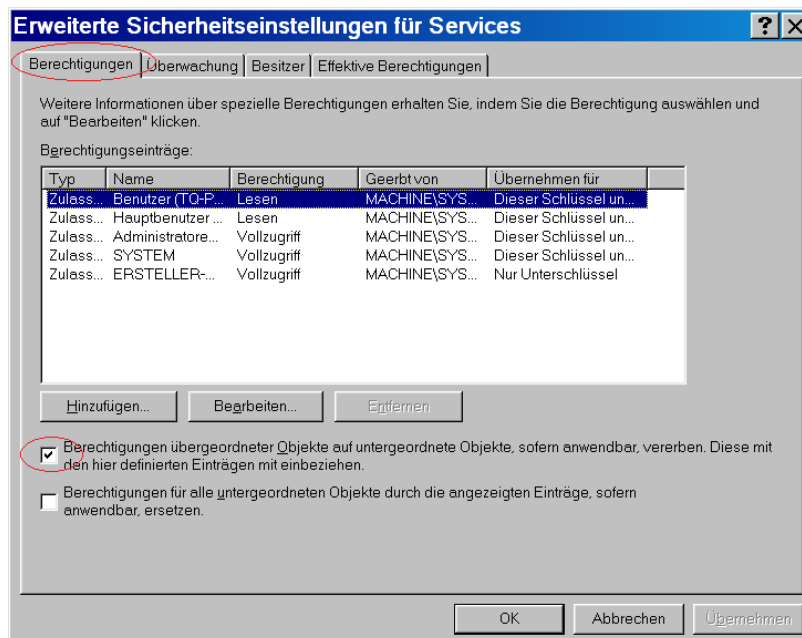 Erweiterte Sicherheitseinstellungen für Services
Berechtigungen Überwachung Besitzer Effektive Berechtigungen
Weitere Informationen über spezielle Berechtigungen erhalten Sie, indem Sie die Berechtigung auswählen und
auf "Bearbeiten" klicken.
Berechtigungseinträge:
Typ Name Berechtigung Geerbt von Übernehmen für
Zulass... Benutzer (TQ-P... Lesen MACHINE\SYS... Dieser Schlüssel un...
Zulass... Hauptbenutzer ... Lesen MACHINE\SYS... Dieser Schlüssel un...
Zulass... Administratore... Vollzugriff MACHINE\SYS... Dieser Schlüssel un...
Zulass... SYSTEM Vollzugriff MACHINE\SYS... Dieser Schlüssel un...
Zulass... ERSTELLER-... Vollzugriff MACHINE\SYS... Nur Unterschlüssel
Hinzufügen... Bearbeiten... Entfernen
Berechtigungen übergeordneter Objekte auf untergeordnete Objekte, sofern anwendbar, vererben. Diese mit
den hier definierten Einträgen mit einbeziehen.
Berechtigungen für alle untergeordneten Objekte durch die angezeigten Einträge, sofern
anwendbar, ersetzen.
OK Abbrechen Übernehmen